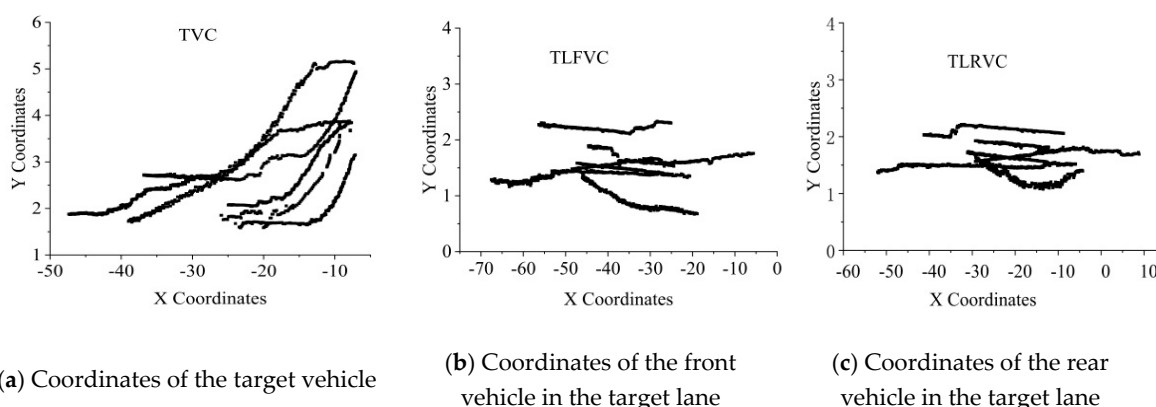 TVC
Y Coordinates
6
5
4
3
2
1
-50 -40 -30 -20 -10
X Coordinates
TLFVC
Y Coordinates
4
3
2
1
0
-70 -60 -50 -40 -30 -20 -10 0
X Coordinates
TLRVC
Y Coordinates
4
3
2
1
0
-60 -50 -40 -30 -20 -10 0 10
X Coordinates
(a) Coordinates of the target vehicle
(b) Coordinates of the front
vehicle in the target lane
(c) Coordinates of the rear
vehicle in the target lane